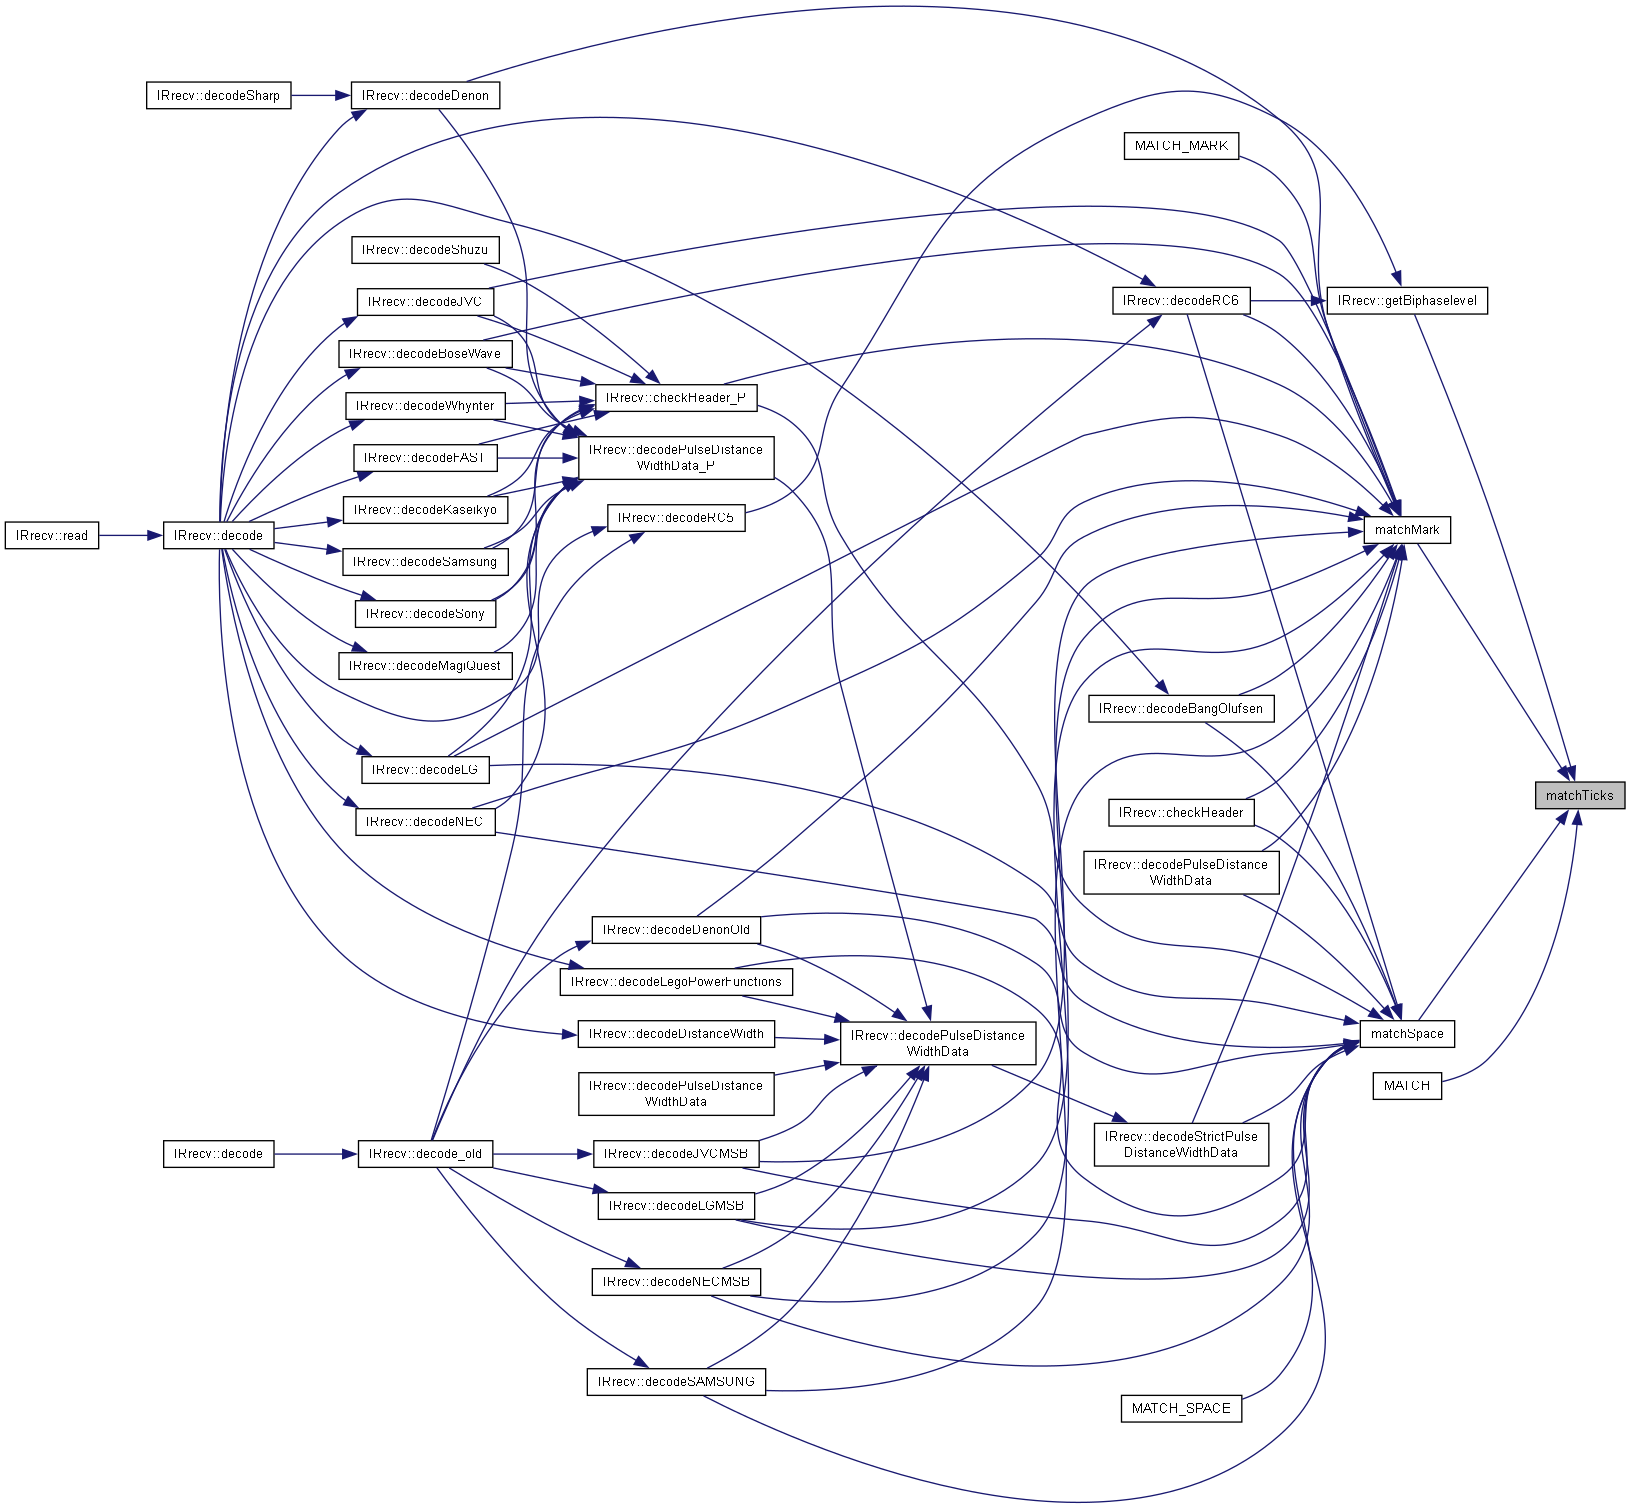 IRrecv::decodeSharp
IRrecv::decodeDenon
MATCH_MARK
IRrecv::decodeShuzu
IRrecv::decodeJVC
IRrecv::decodeRC6
IRrecv::getBiphaselevel
IRrecv::decodeBoseWave
IRrecv::checkHeader_P
IRrecv::decodeWhynter
IRrecv::decodeFAST
IRrecv::decodePulseDistance
WidthData_P
IRrecv::decodeKaseikyo
IRrecv::decodeRC5
IRrecv::read
IRrecv::decode
matchMark
IRrecv::decodeSamsung
IRrecv::decodeSony
IRrecv::decodeMagiQuest
IRrecv::decodeBangOlufsen
IRrecv::decodeLG
matchTicks
IRrecv::checkHeader
IRrecv::decodeNEC
IRrecv::decodePulseDistance
WidthData
IRrecv::decodeDenonOld
IRrecv::decodeLegoPowerFunctions
IRrecv::decodeDistanceWidth
IRrecv::decodePulseDistance
WidthData
matchSpace
IRrecv::decodePulseDistance
WidthData
MATCH
IRrecv::decodeStrictPulse
DistanceWidthData
IRrecv::decode
IRrecv::decode_old
IRrecv::decodeJVCMSB
IRrecv::decodeLGMSB
IRrecv::decodeNECMSB
IRrecv::decodeSAMSUNG
MATCH_SPACE